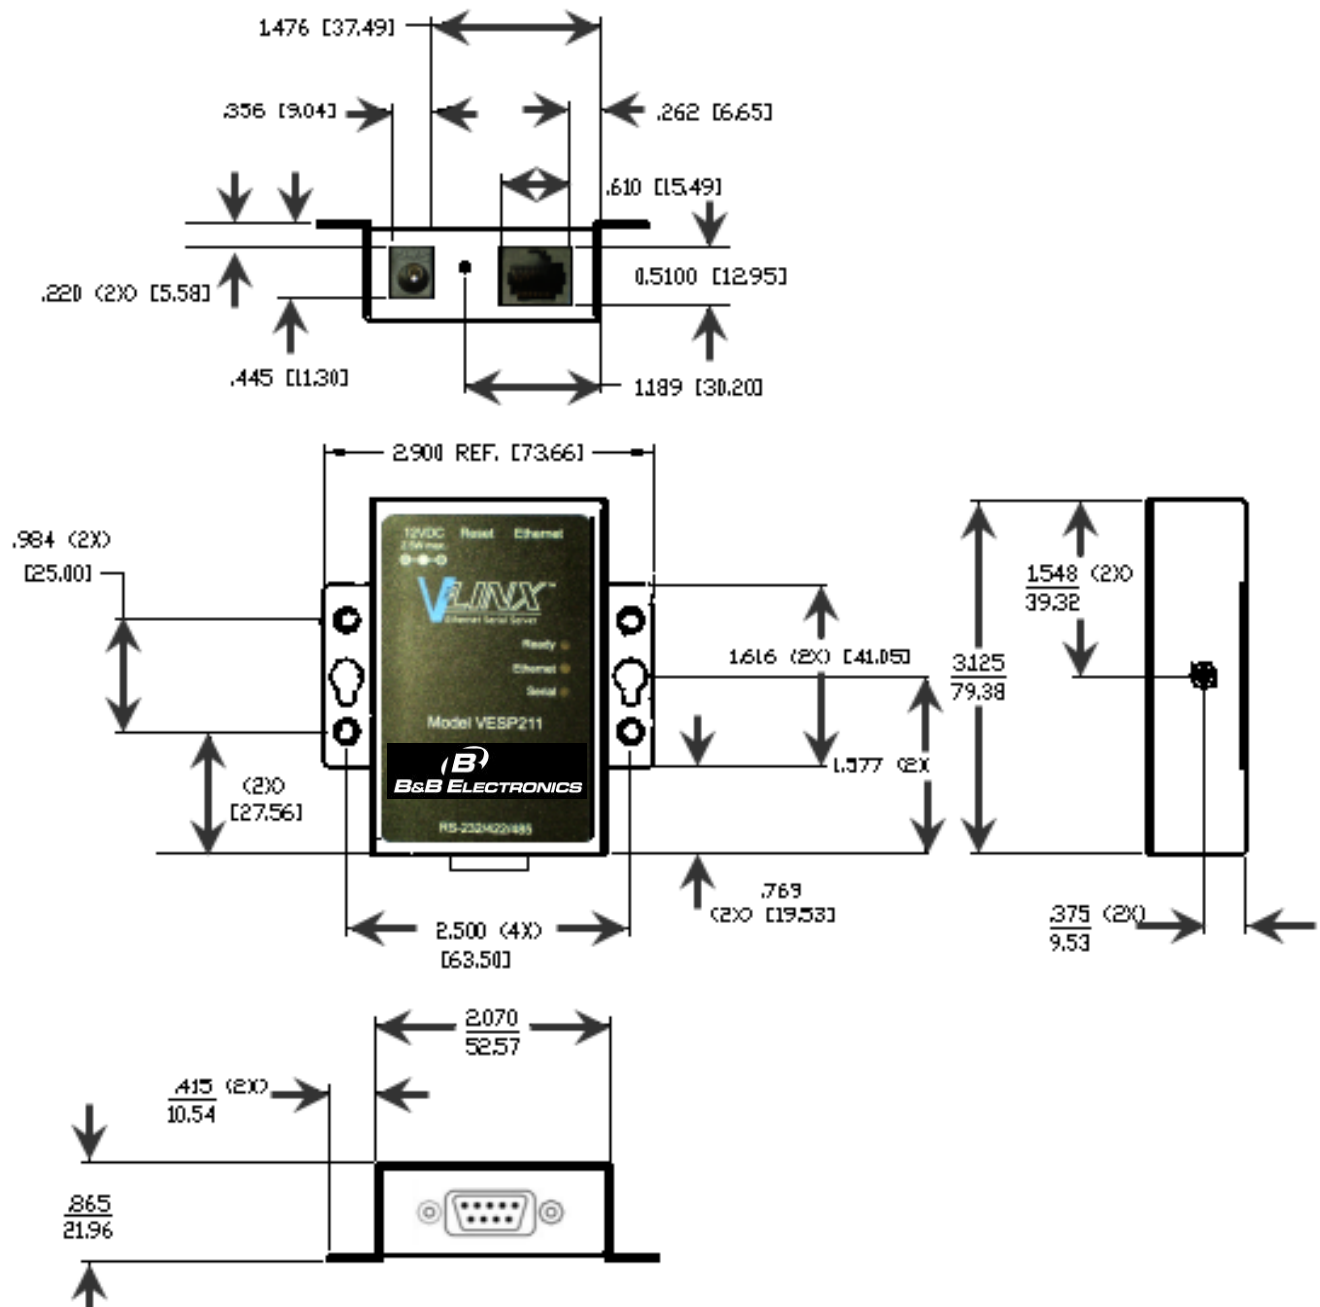 1.476 [37.49]
.356 [9.04]
.262 [6.65]
.610 [15.49]
0.5100 [12.95]
.220 (2X) [5.58]
.445 [11.30]
1.189 [30.20]
2.900 REF. [73.66]
.984 (2X)
[25.00]
12VDC Reset Ethernet
2.5W max.
VLINX™
Ethernet Serial Server
Ready
Ethernet
Serial
Model VESP211
B
B&B ELECTRONICS
RS-232/422/485
1.548 (2X)
39.32
1.616 (2X) [41.05]
3.125
79.38
1.577 (2X
(2X)
[27.56]
.769
(2X) [19.53]
2.500 (4X)
[63.50]
.375 (2X)
9.53
2.070
52.57
.415 (2X)
10.54
.865
21.96